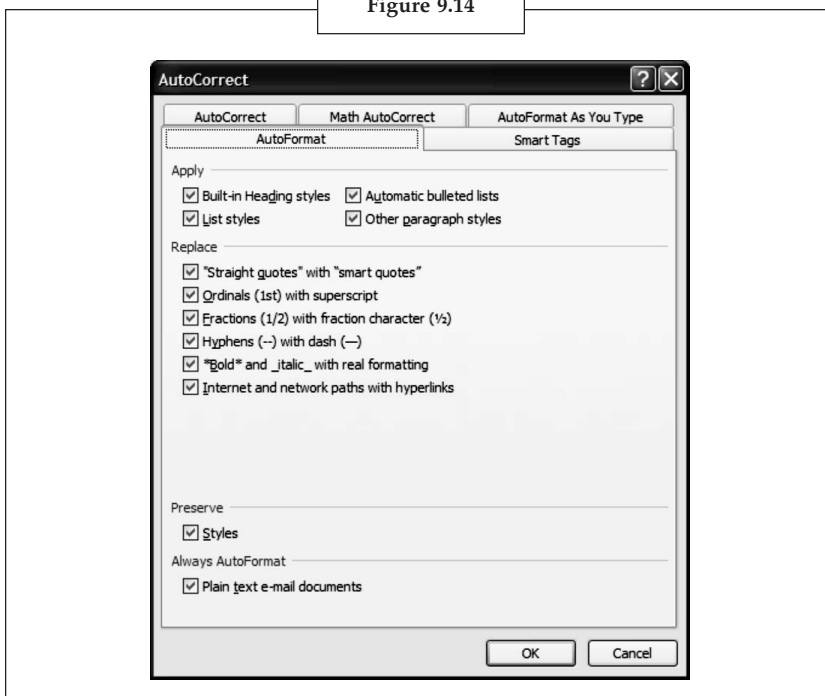 Figure 9.14
AutoCorrect
AutoCorrect Math AutoCorrect AutoFormat As You Type
AutoFormat Smart Tags
Apply
Built-in Heading styles Automatic bulleted lists
List styles Other paragraph styles
Replace
"Straight quotes" with “smart quotes”
Ordinals (1st) with superscript
Fractions (1/2) with fraction character (½)
Hyphens (--) with dash (—)
*Bold* and _italic_ with real formatting
Internet and network paths with hyperlinks
Preserve
Styles
Always AutoFormat
Plain text e-mail documents
OK Cancel